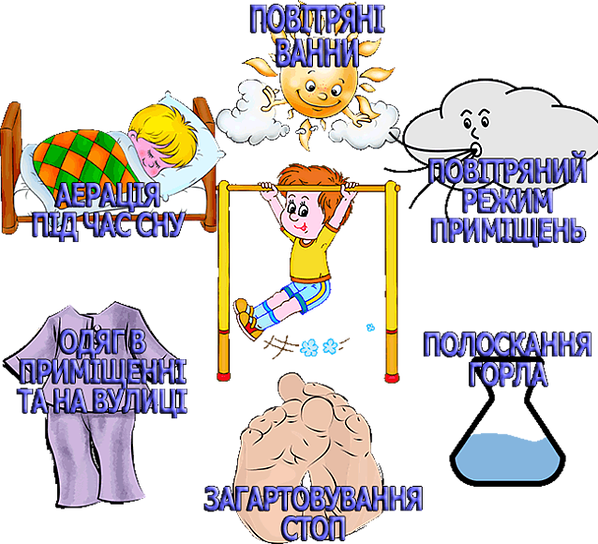 ПОВІТРЯНІ
ВАННИ
АЕРАЦІЯ
ПІД ЧАС СНУ
ПОВІТРЯНИЙ
РЕЖИМ
ПРИМІЩЕНЬ
ОДЯГ В
ПРИМІЩЕННІ
ТА НА ВУЛИЦІ
ПОЛОСКАННЯ
ГОРЛА
ЗАГАРТОВУВАННЯ
СТОП